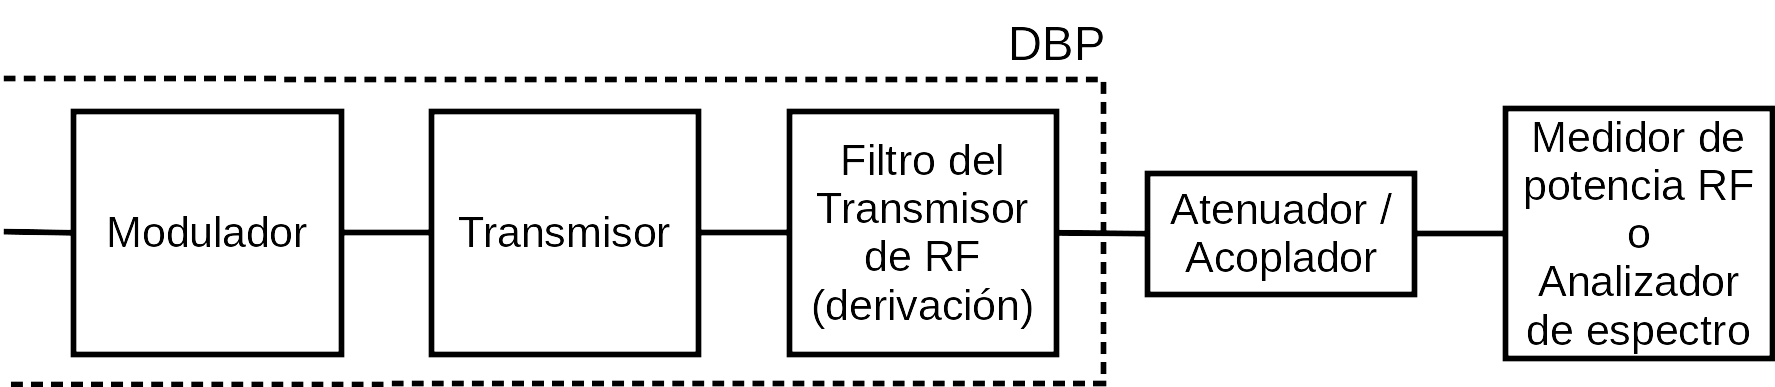 DBP
Modulador
Transmisor
Filtro del
Transmisor
de RF
(derivación)
Atenuador /
Acoplador
Medidor de
potencia RF
o
Analizador
de espectro